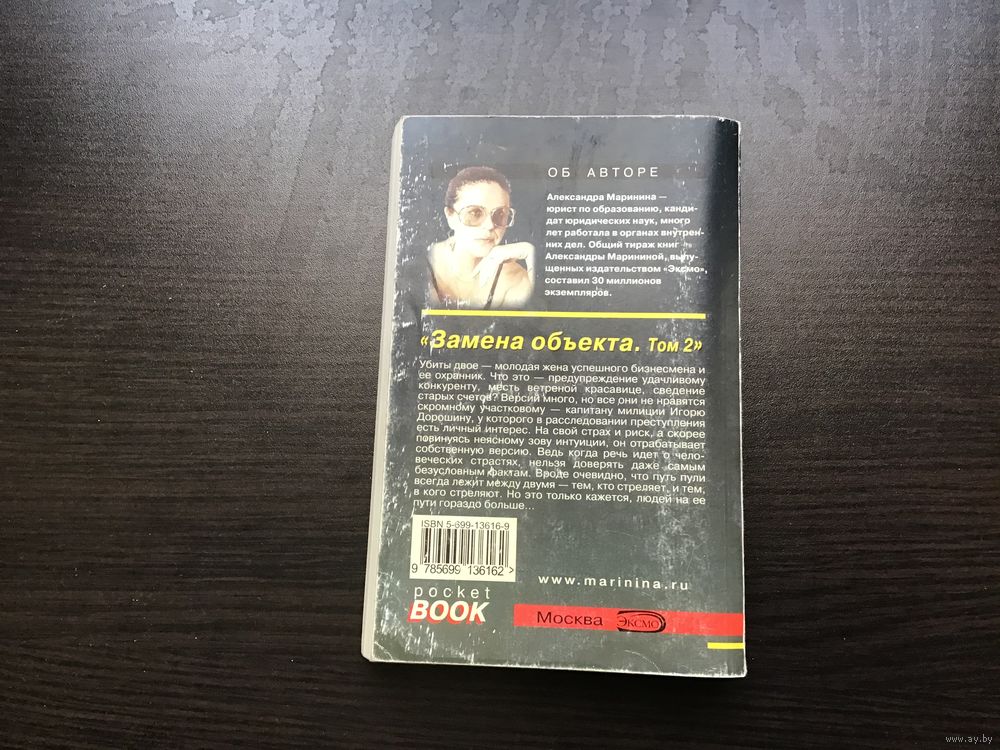 ОБ АВТОРЕ
Александра Маринина —
юрист по образованию, канди-
дат юридических наук, много
лет работала в органах внутрен-
них дел. Общий тираж книг
Александры Марининой, выпу-
щенных издательством «Эксмо»,
составил 30 миллионов
экземпляров.
«Замена объекта. Том 2»
Убиты двое — молодая жена успешного бизнесмена и
ее охранник. Что это — предупреждение удачливому
конкуренту, месть ветреной красавице, сведение
старых счетов? Версий много, но все они не нравятся
скромному участковому — капитану милиции Игорю
Дорошину, у которого в расследовании преступления
есть личный интерес. На свой страх и риск, а скорее
повинуясь неясному зову интуиции, он отрабатывает
собственную версию. Ведь когда речь идет о чело-
веческих страстях, нельзя доверять даже самым
безусловным фактам. Вроде очевидно, что путь пули
всегда лежит между двумя — тем, кто стреляет, и тем,
в кого стреляют. Но это только кажется, людей на ее
пути гораздо больше...
ISBN 5-699-13616-9
9 785699 136162 >
www.marinina.ru
pocket
BOOK
Москва ЭКСМО
www.ay.by